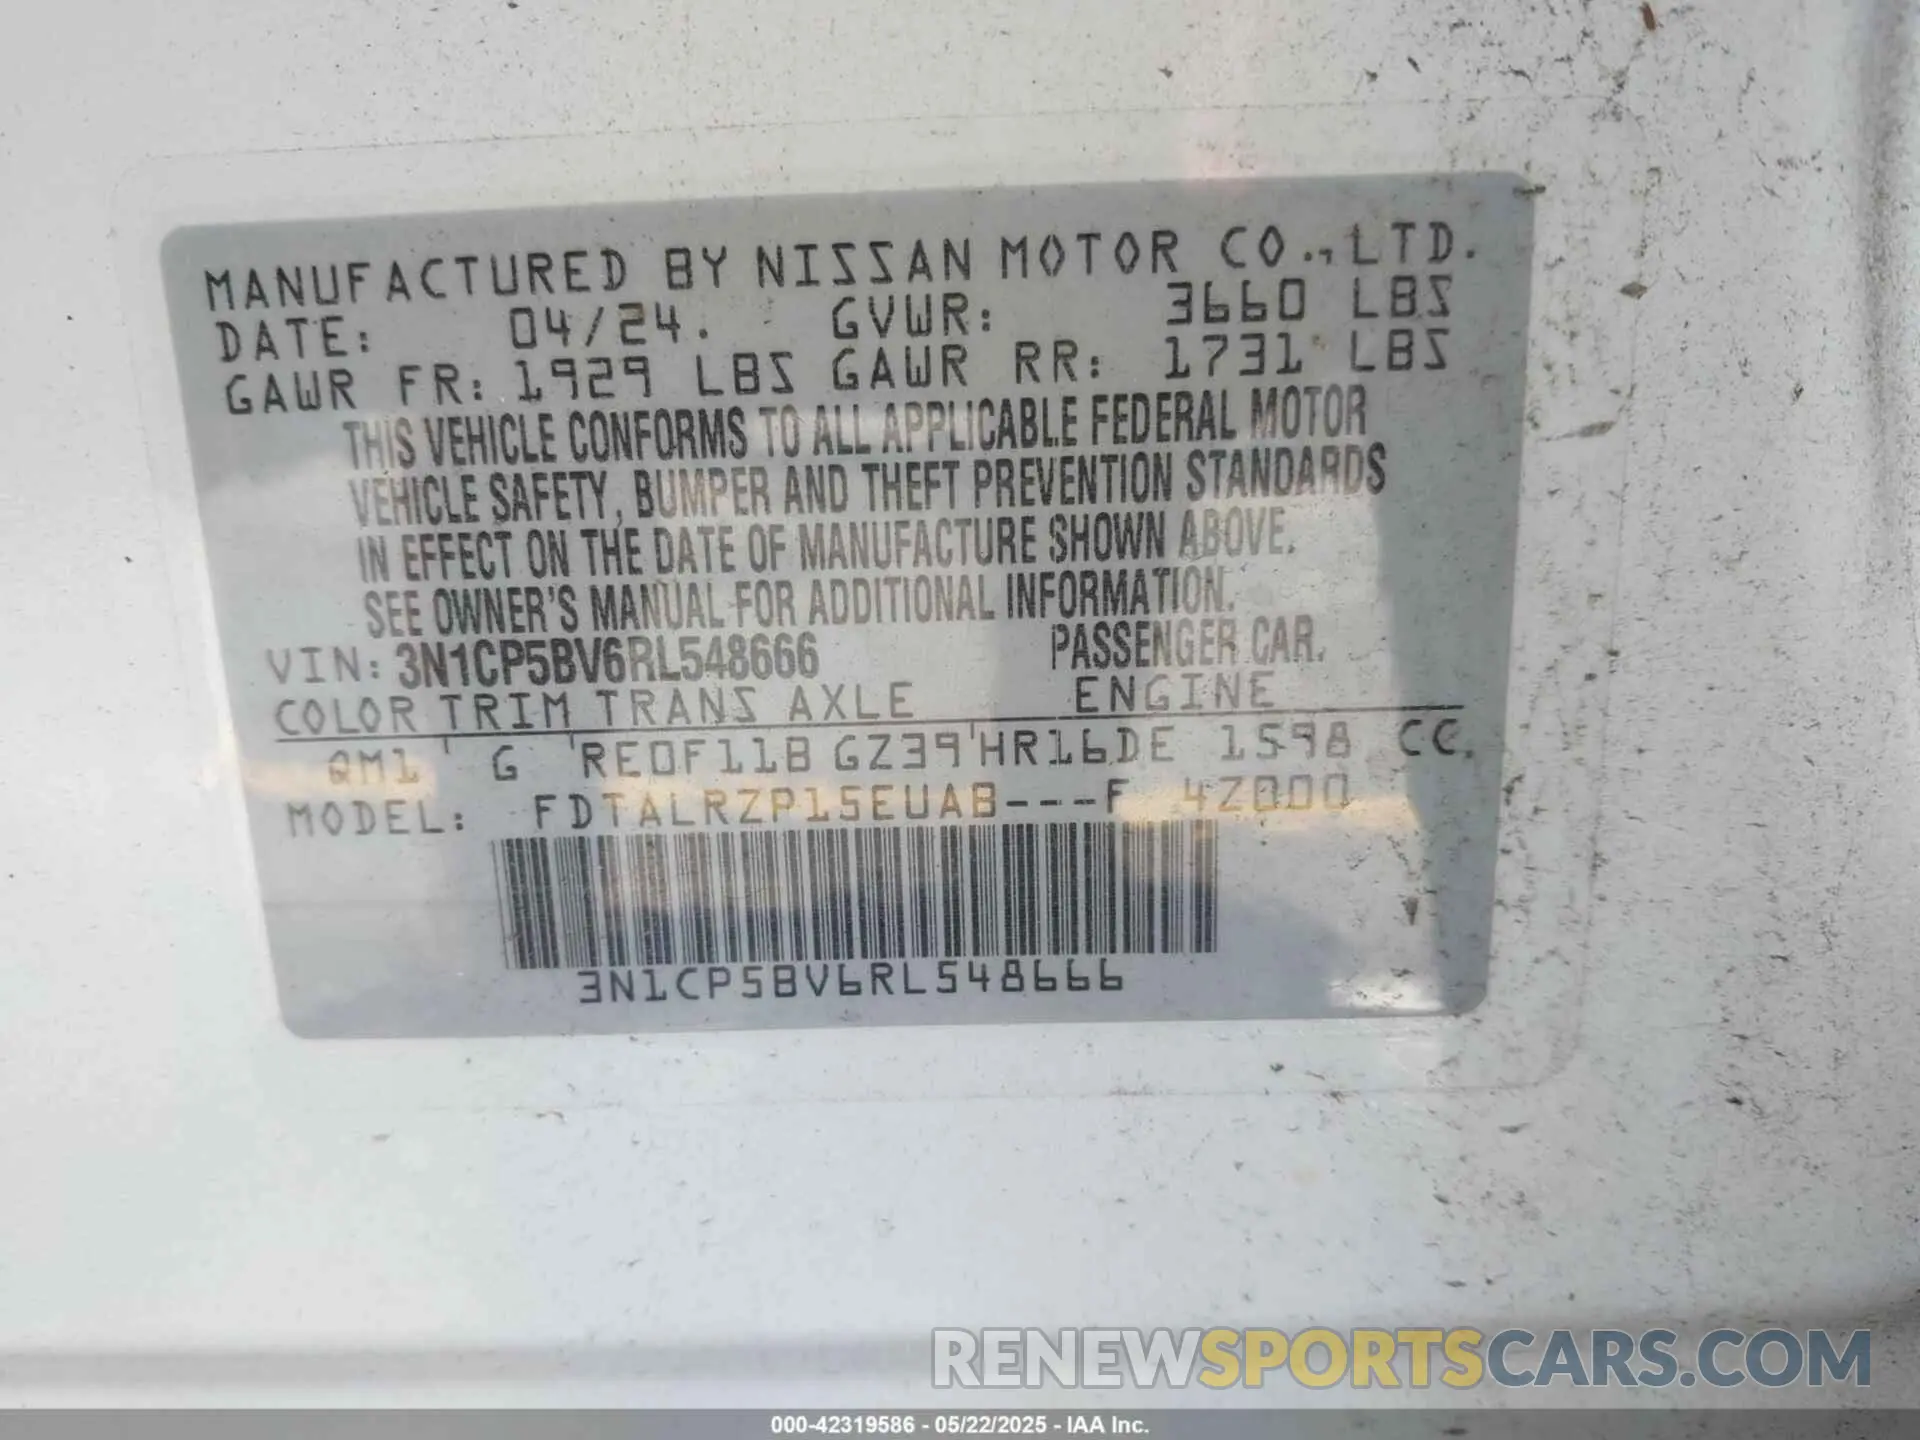 MANUFACTURED BY NISSAN MOTOR CO., LTD.
DATE: 04/24. GVWR: 3660 LBS
GAWR FR: 1929 LBS GAWR RR: 1731 LBS
THIS VEHICLE CONFORMS TO ALL APPLICABLE FEDERAL MOTOR
VEHICLE SAFETY, BUMPER AND THEFT PREVENTION STANDARDS
IN EFFECT ON THE DATE OF MANUFACTURE SHOWN ABOVE.
SEE OWNER'S MANUAL FOR ADDITIONAL INFORMATION.
VIN: 3N1CP5BV6RL548666 PASSENGER CAR.
COLOR TRIM TRANS AXLE ENGINE
QM1 ' G 'RE0F11B GZ39'HR16DE 1598 CC.
MODEL: FDTALRZP15EUAB---F 4Z000
3N1CP5BV6RL548666
RENEWSPORTSCARS.COM
000-42319586 - 05/22/2025 - IAA Inc.